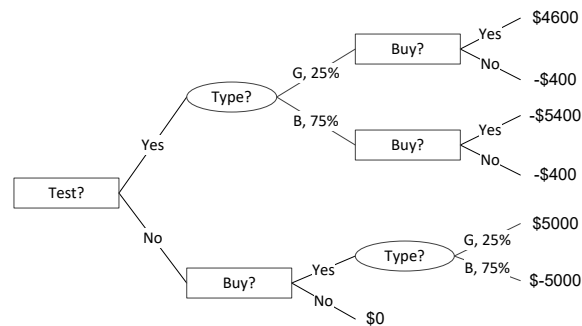 $4600
Yes
Buy?
No
G, 25%
-$400
Type?
B, 75%
-$5400
Yes
Buy?
Yes
No
-$400
Test?
No
$5000
G, 25%
Type?
Yes
B, 75%
Buy?
$-5000
No
$0